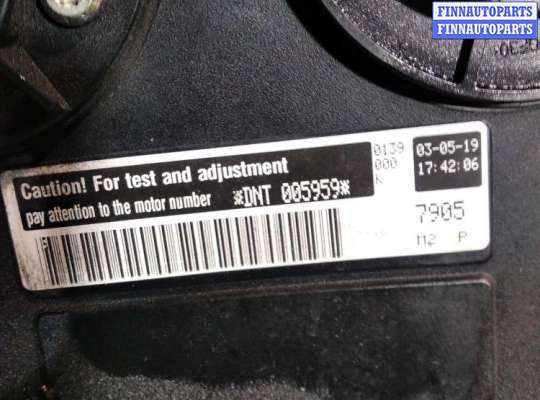 FINNAUTOPARTS
FINNAUTOPARTS
Caution! For test and adjustment
pay attention to the motor number *DNT 005959*
0139
000
K
03-05-19
17:42:06
7905
M2 P